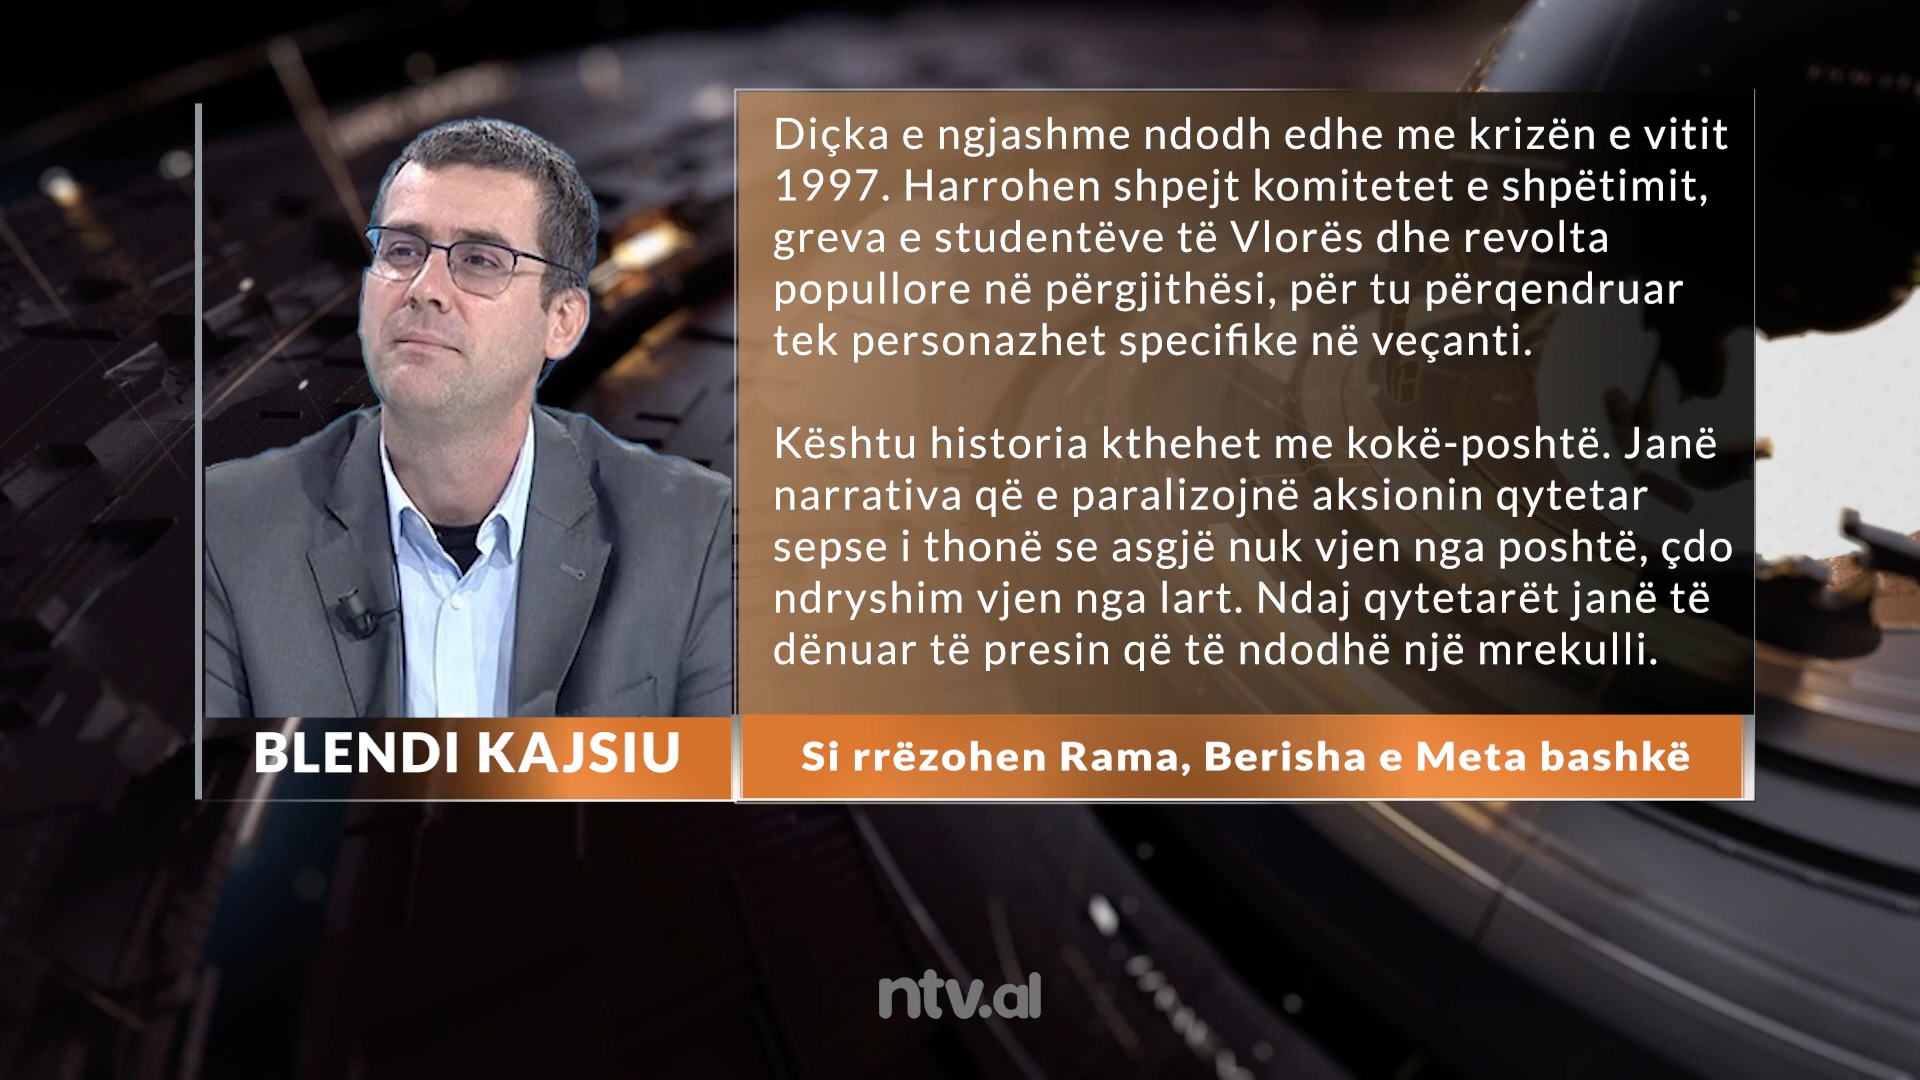 Diçka e ngjashme ndodh edhe me krizën e vitit
1997. Harrohen shpejt komitetet e shpëtimit,
greva e studentëve të Vlorës dhe revolta
popullore në përgjithësi, për tu përqendruar
tek personazhet specifike në veçanti.
Kështu historia kthehet me kokë-poshtë. Janë
narrativa që e paralizojnë aksionin qytetar
sepse i thonë se asgjë nuk vjen nga poshtë, çdo
ndryshim vjen nga lart. Ndaj qytetarët janë të
dënuar të presin që të ndodhë një mrekulli.
BLENDI KAJSIU
Si rrëzohen Rama, Berisha e Meta bashkë
ntv.al